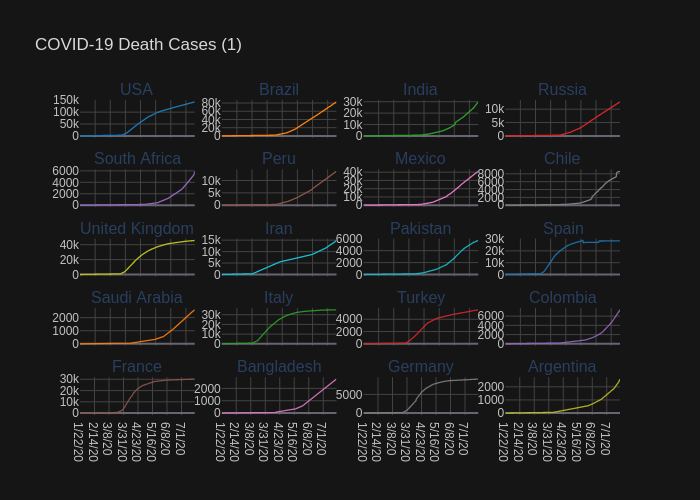 COVID-19 Death Cases (1)
USA Brazil India Russia
150k 100k 50k 0
80k 60k 40k 20k 0
30k 20k 10k 0
10k 5k 0
South Africa Peru Mexico Chile
6000 4000 2000 0
10k 5k 0
40k 30k 20k 10k 0
8000 6000 4000 2000 0
United Kingdom Iran Pakistan Spain
40k 20k 0
15k 10k 5k 0
6000 4000 2000 0
30k 20k 10k 0
Saudi Arabia Italy Turkey Colombia
2000 1000 0
30k 20k 10k 0
4000 2000 0
6000 4000 2000 0
France Bangladesh Germany Argentina
30k 20k 10k 0
2000 1000 0
5000 0
2000 1000 0
1/22/20 2/14/20 3/8/20 3/31/20 4/23/20 5/16/20 6/8/20 7/1/20
1/22/20 2/14/20 3/8/20 3/31/20 4/23/20 5/16/20 6/8/20 7/1/20
1/22/20 2/14/20 3/8/20 3/31/20 4/23/20 5/16/20 6/8/20 7/1/20
1/22/20 2/14/20 3/8/20 3/31/20 4/23/20 5/16/20 6/8/20 7/1/20